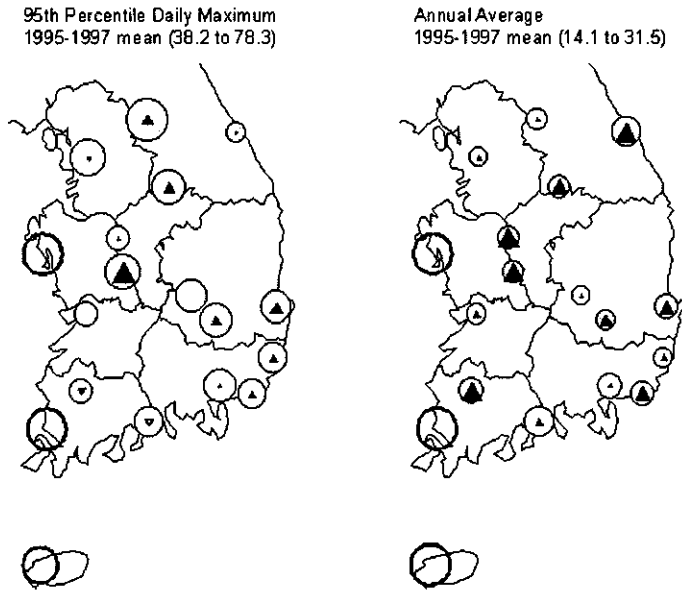 95th Percentile Daily Maximum
1995-1997 mean (38.2 to 78.3)
Annual Average
1995-1997 mean (14.1 to 31.5)